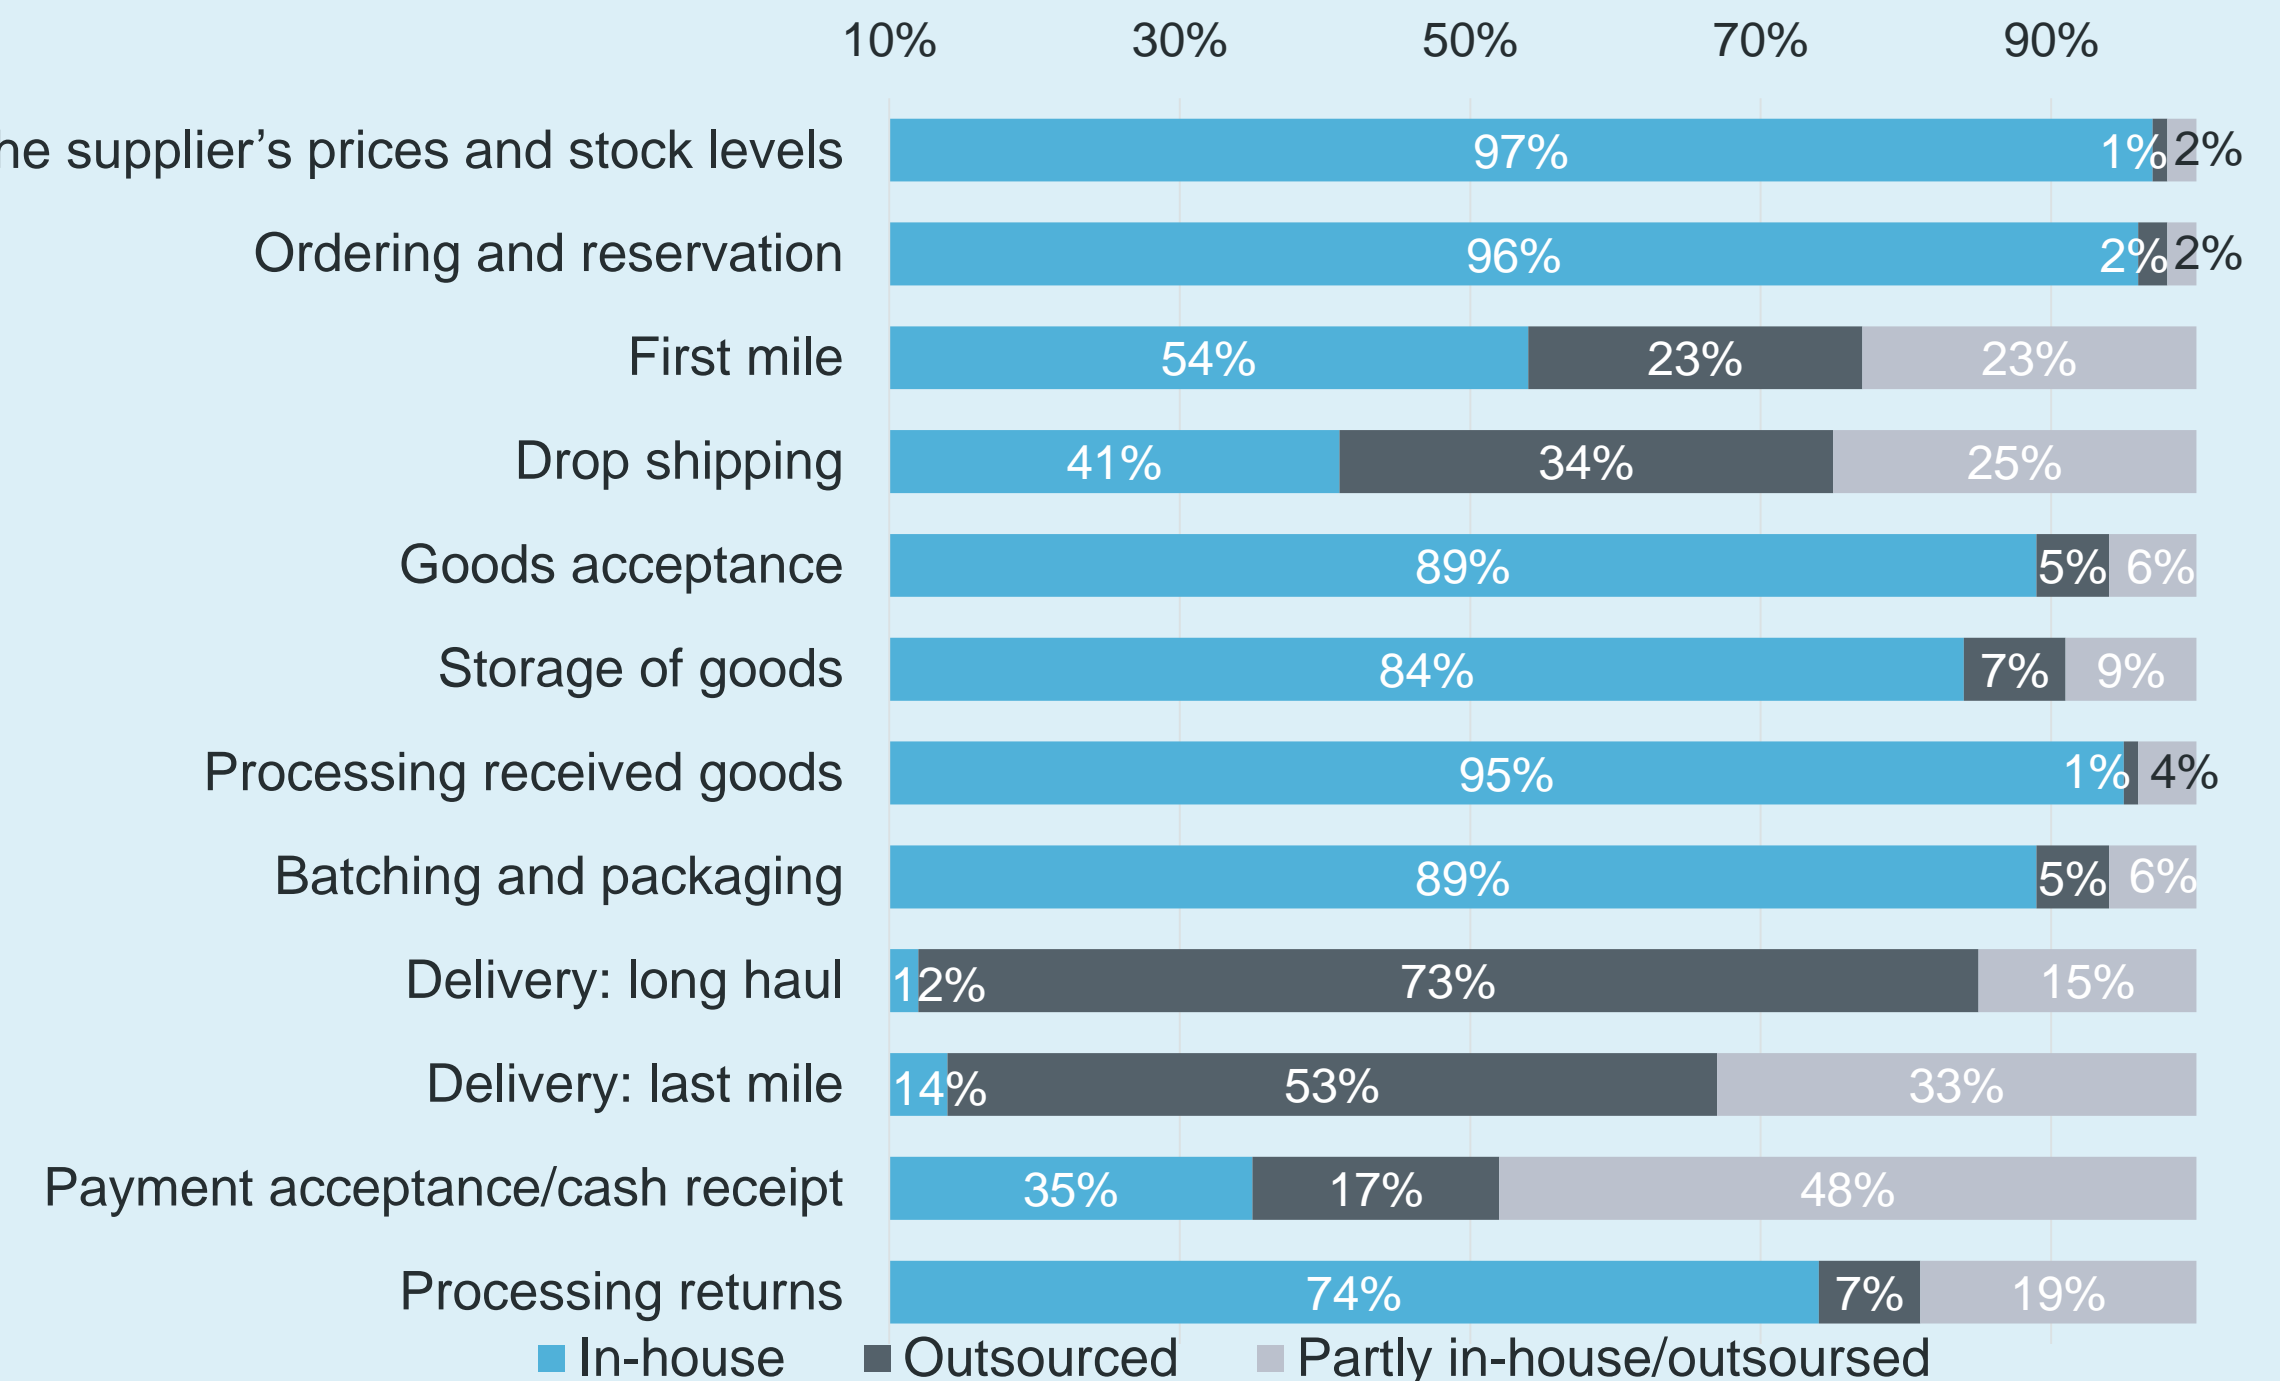 10% 30% 50% 70% 90%
he supplier’s prices and stock levels 97% 1% 2%
Ordering and reservation 96% 2% 2%
First mile 54% 23% 23%
Drop shipping 41% 34% 25%
Goods acceptance 89% 5% 6%
Storage of goods 84% 7% 9%
Processing received goods 95% 1% 4%
Batching and packaging 89% 5% 6%
Delivery: long haul 12% 73% 15%
Delivery: last mile 14% 53% 33%
Payment acceptance/cash receipt 35% 17% 48%
Processing returns 74% 7% 19%
In-house Outsourced Partly in-house/outsoursed